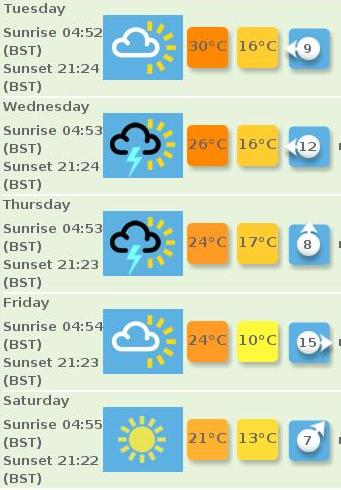 Tuesday
Sunrise 04:52 30°C 16°C 9
(BST)
Sunset 21:24
(BST)
Wednesday
Sunrise 04:53 26°C 16°C 12
(BST)
Sunset 21:24
(BST)
Thursday
Sunrise 04:53 24°C 17°C 8
(BST)
Sunset 21:23
(BST)
Friday
Sunrise 04:54 24°C 10°C 15
(BST)
Sunset 21:23
(BST)
Saturday
Sunrise 04:55 21°C 13°C 7
(BST)
Sunset 21:22
(BST)